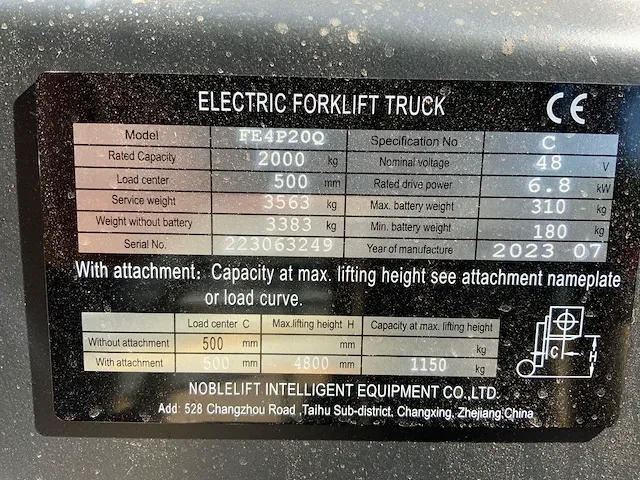 ELECTRIC FORKLIFT TRUCK CE
Model FE4P20Q Specification No C
Rated Capacity 2000 kg Nominal voltage 48 V
Load center 500 mm Rated drive power 6.8 kW
Service weight 3563 kg Max. battery weight 310 kg
Weight without battery 3383 kg Min. battery weight 180 kg
Serial No. 223063249 Year of manufacture 2023 07
With attachment: Capacity at max. lifting height see attachment nameplate
or load curve.
Load center C Max.lifting height H Capacity at max. lifting height
Without attachment 500 mm mm kg
With attachment 500 mm 4800 mm 1150 kg
C H
NOBLELIFT INTELLIGENT EQUIPMENT CO.,LTD.
Add: 528 Changzhou Road ,Taihu Sub-district, Changxing, Zhejiang,China